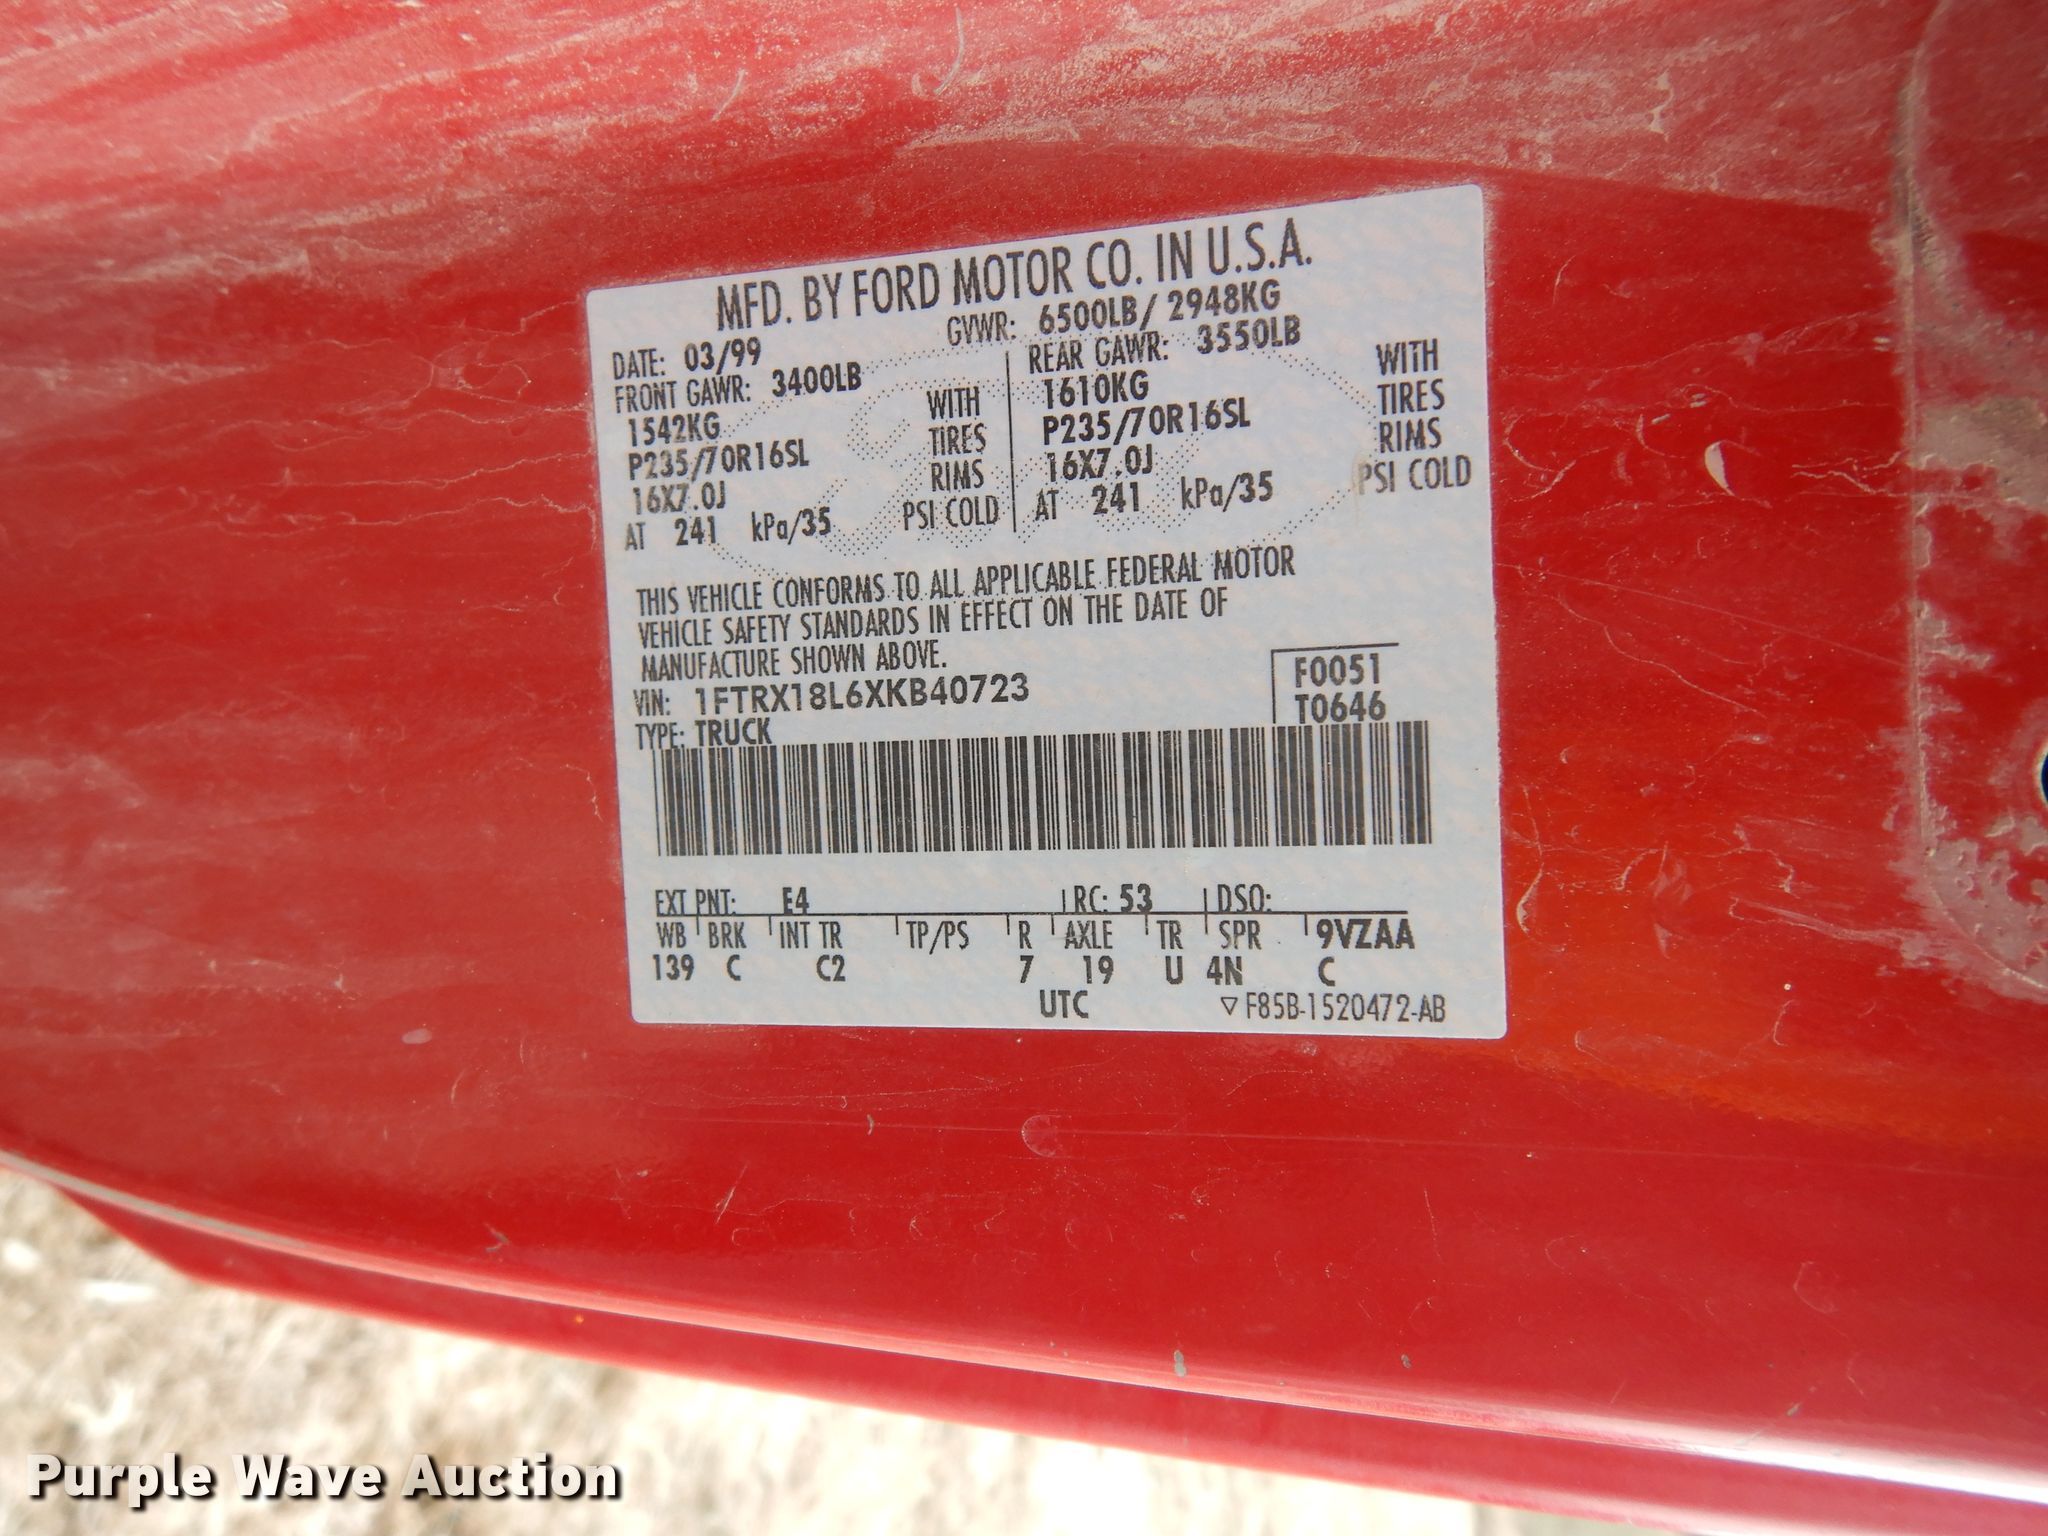 MFD. BY FORD MOTOR CO. IN U.S.A.
DATE: 03/99 GVWR: 6500LB/ 2948KG
FRONT GAWR: 3400LB REAR GAWR: 3550LB
1542KG WITH 1610KG WITH
P235/70R16SL TIRES P235/70R16SL TIRES
16X7.0J RIMS 16X7.0J RIMS
AT 241 kPa/35 PSI COLD AT 241 kPa/35 PSI COLD
THIS VEHICLE CONFORMS TO ALL APPLICABLE FEDERAL MOTOR
VEHICLE SAFETY STANDARDS IN EFFECT ON THE DATE OF
MANUFACTURE SHOWN ABOVE.
VIN: 1FTRX18L6XKB40723 F0051
TYPE: TRUCK T0646
EXT PNT: E4 RC: 53 DSO:
WB BRK INT TR TP/PS R AXLE TR SPR 9VZAA
139 C C2 7 19 U 4N C
UTC ▽ F85B-1520472-AB
Purple Wave Auction